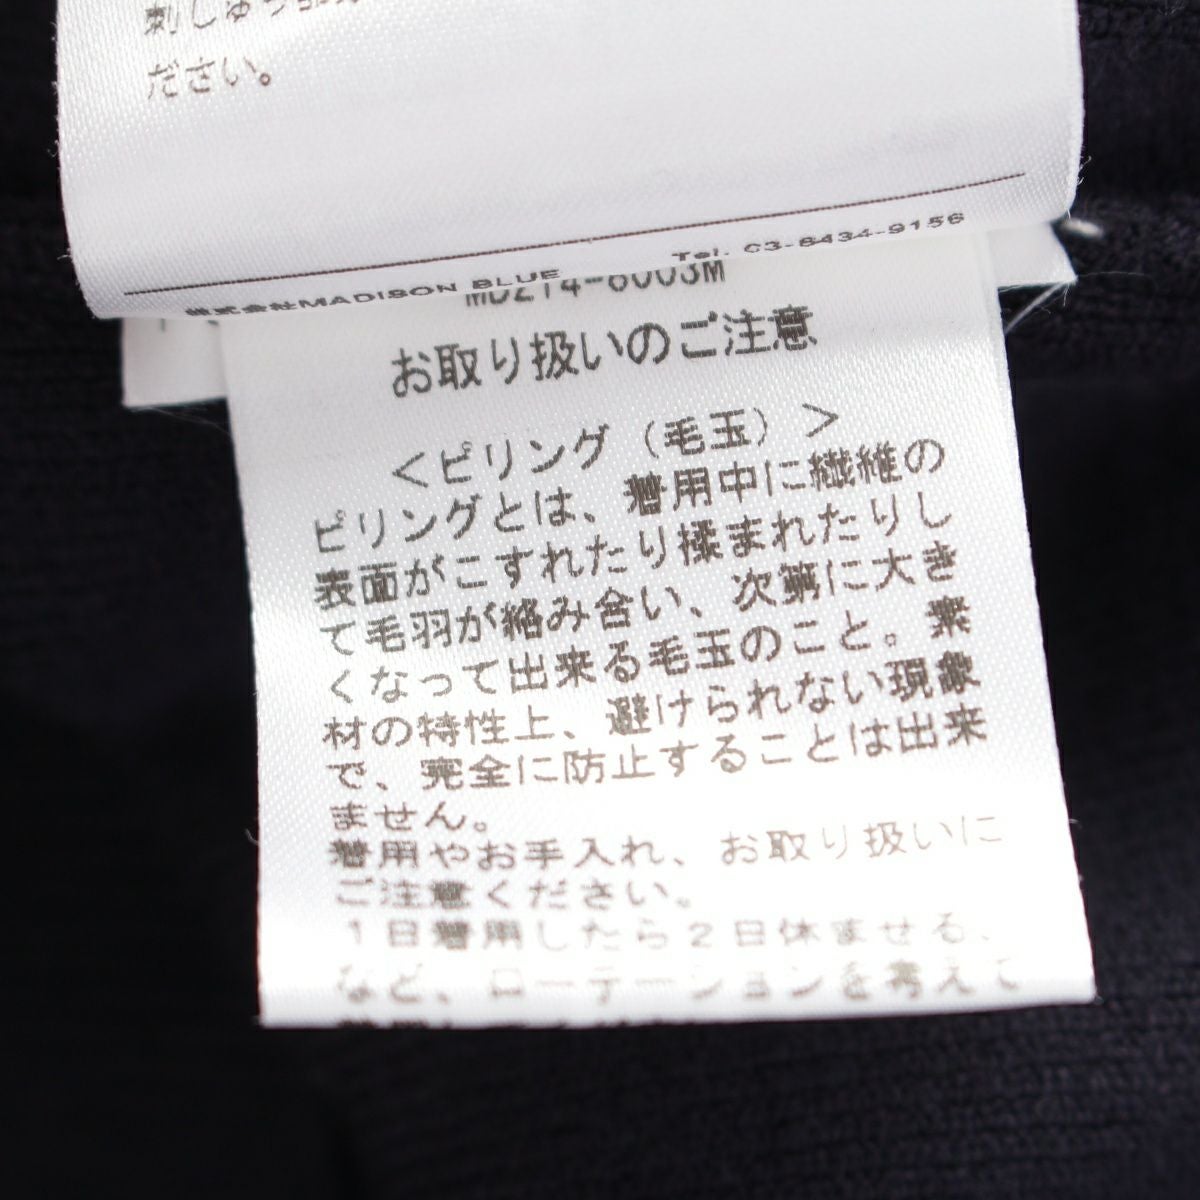 ださい。
株式会社MADISON BLUE Tel. 03-6434-9156
お取り扱いのご注意
<ピリング（毛玉）>
ピリングとは、着用中に繊維の
表面がこすれたり揉まれたりし
て毛羽が絡み合い、次第に大き
くなって出来る毛玉のこと。素
材の特性上、避けられない現象
で、完全に防止することは出来
ません。
着用やお手入れ、お取り扱いに
ご注意ください。
1日着用したら2日休ませる、
など、ローテーションを考えて